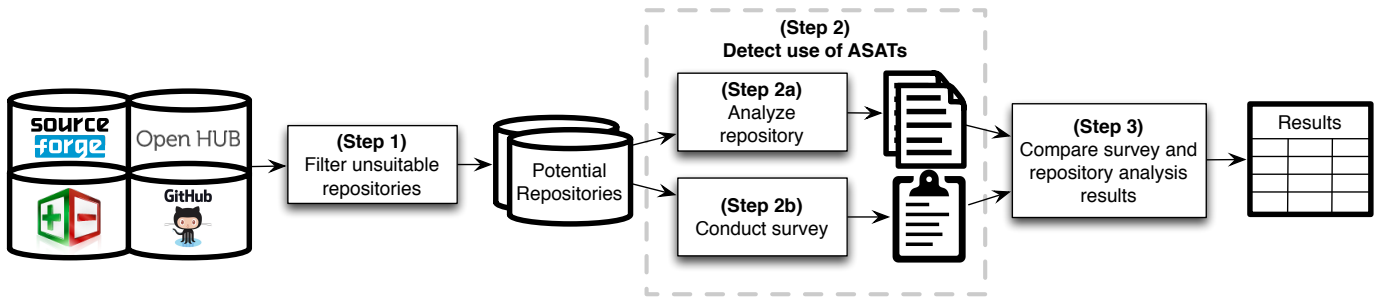 source
forge
Open HUB
GitHub
(Step 1)
Filter unsuitable
repositories
Potential
Repositories
(Step 2)
Detect use of ASATs
(Step 2a)
Analyze
repository
(Step 2b)
Conduct survey
(Step 3)
Compare survey and
repository analysis
results
Results